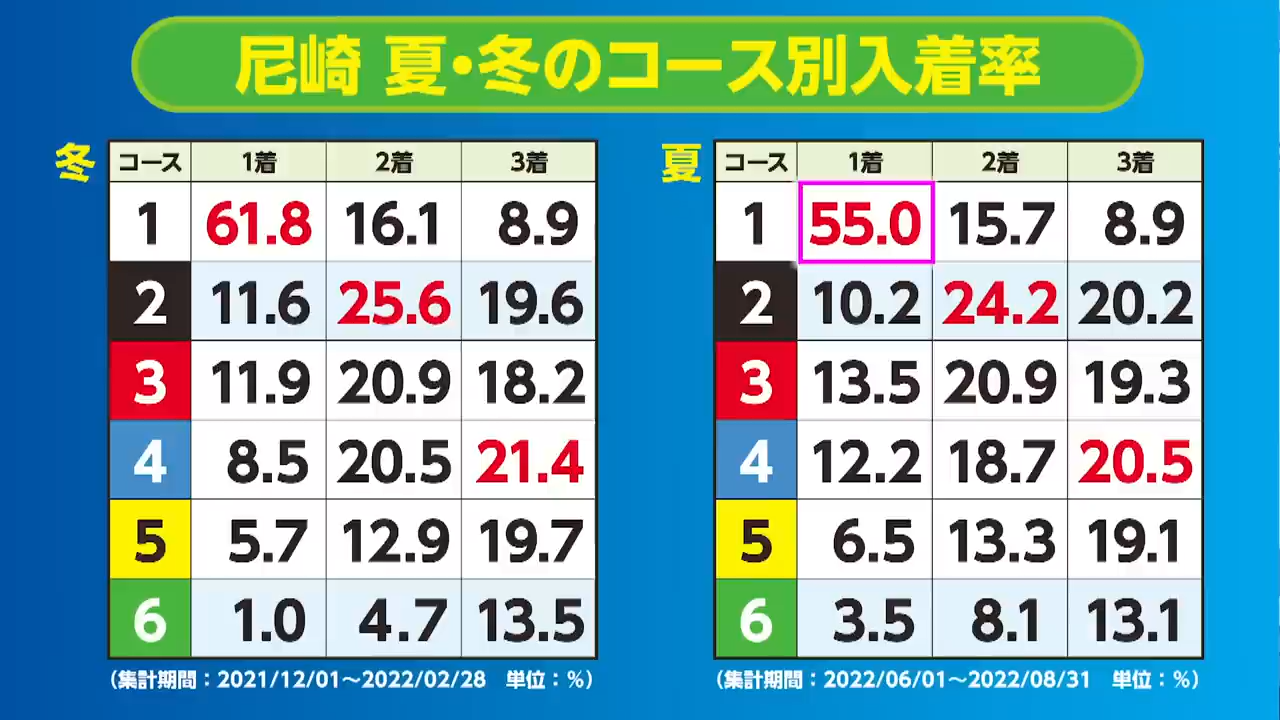 尼崎 夏・冬のコース別入着率
冬
コース 1着 2着 3着
1 61.8 16.1 8.9
2 11.6 25.6 19.6
3 11.9 20.9 18.2
4 8.5 20.5 21.4
5 5.7 12.9 19.7
6 1.0 4.7 13.5
(集計期間：2021/12/01～2022/02/28 単位：%)
夏
コース 1着 2着 3着
1 55.0 15.7 8.9
2 10.2 24.2 20.2
3 13.5 20.9 19.3
4 12.2 18.7 20.5
5 6.5 13.3 19.1
6 3.5 8.1 13.1
(集計期間：2022/06/01～2022/08/31 単位：%)